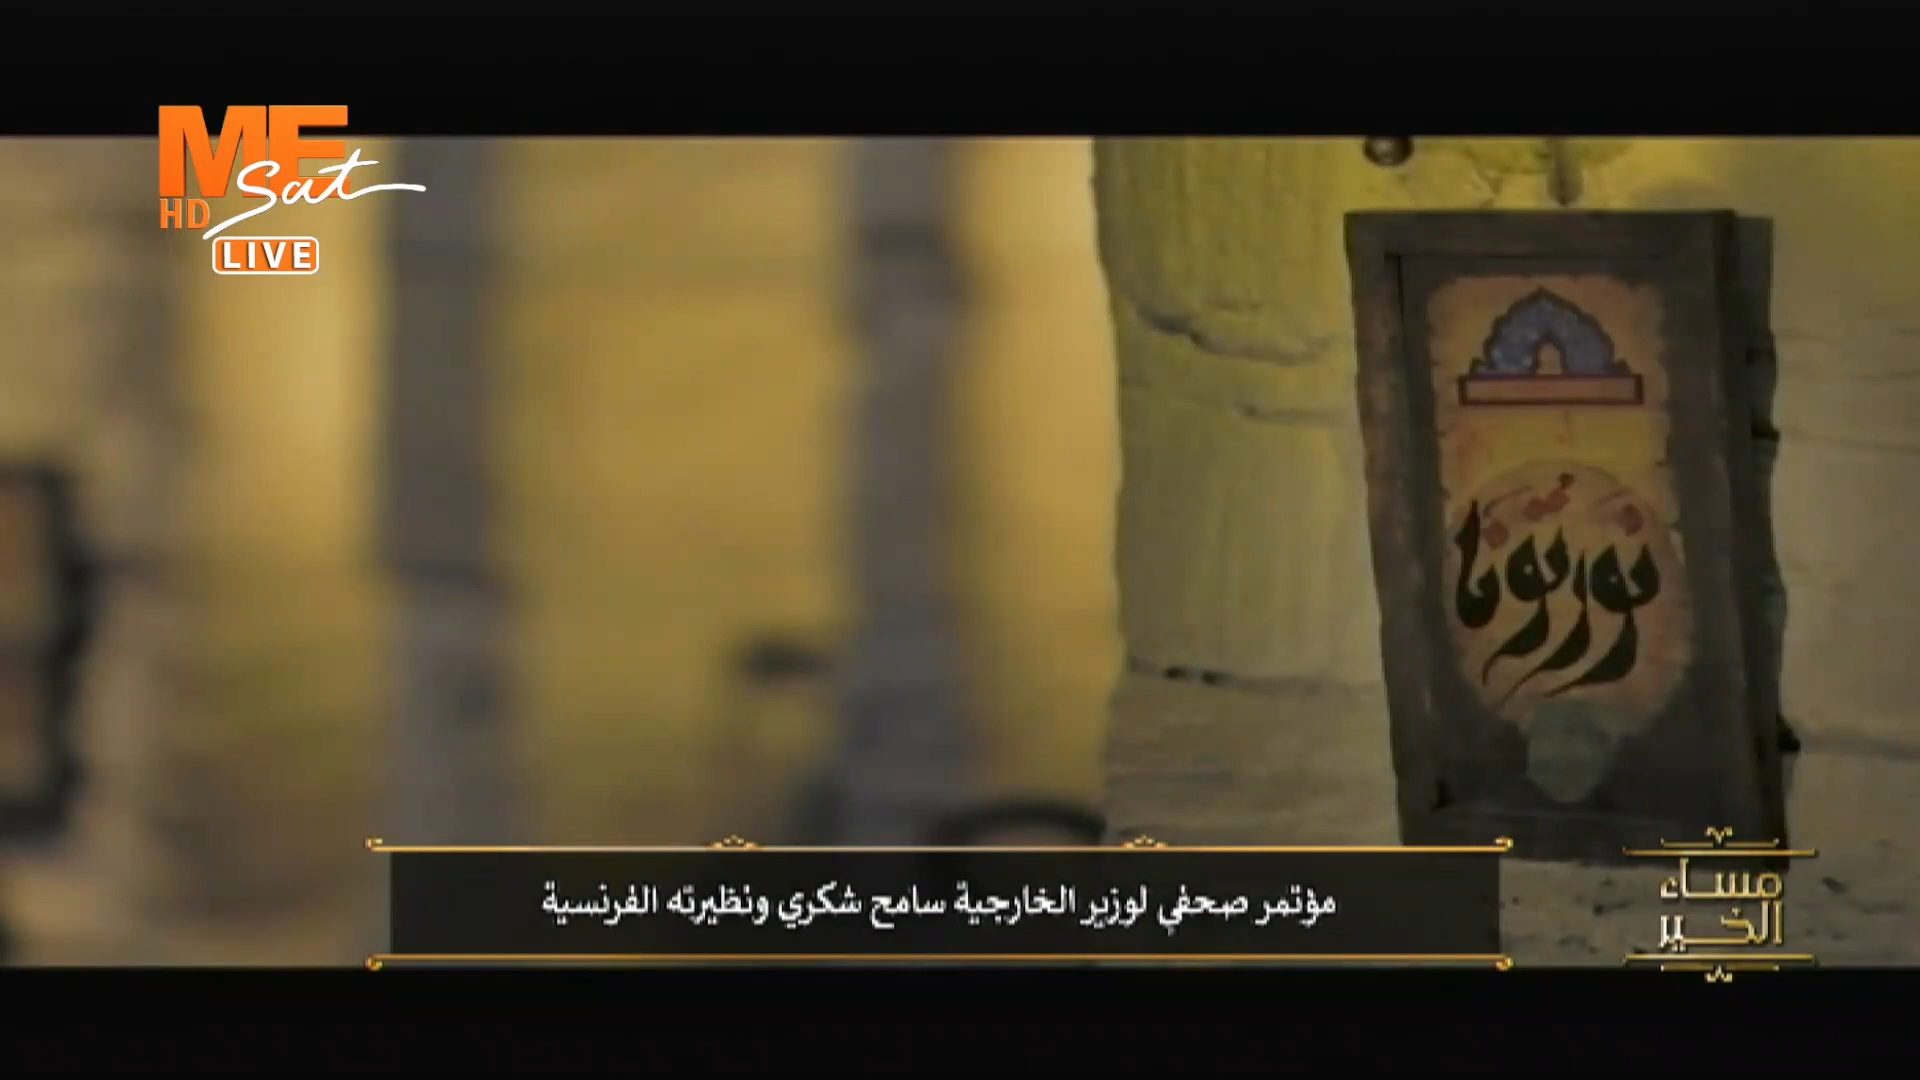 ME
Sat
HD
LIVE
نورتونا
مؤتمر صحفي لوزير الخارجية سامح شكري ونظيرته الفرنسية
مساء
الخير